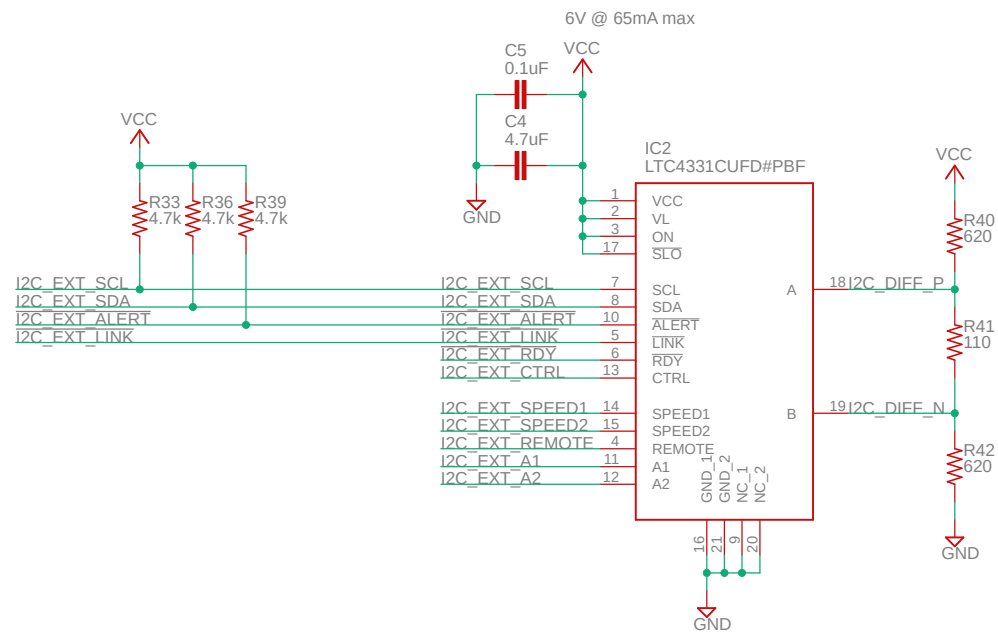 6V @ 65mA max
C5
0.1uF
VCC
C4
4.7uF
VCC
R33
4.7k
R36
4.7k
R39
4.7k
GND
IC2
LTC4331CUFD#PBF
VCC
R40
620
1 VCC
2 VL
3 ON
17 SLO
I2C_EXT_SCL I2C_EXT_SCL 7 SCL
A 18 I2C_DIFF_P
I2C_EXT_SDA I2C_EXT_SDA 8 SDA
I2C_EXT_ALERT I2C_EXT_ALERT 10 ALERT
I2C_EXT_LINK I2C_EXT_LINK 5 LINK
R41
110
I2C_EXT_RDY 6 RDY
I2C_EXT_CTRL 13 CTRL
I2C_EXT_SPEED1 14 SPEED1
B 19 I2C_DIFF_N
I2C_EXT_SPEED2 15 SPEED2
I2C_EXT_REMOTE 4 REMOTE
I2C_EXT_A1 11 A1
I2C_EXT_A2 12 A2
R42
620
GND_1
GND_2
NC_1
NC_2
16
21
9
20
GND
GND